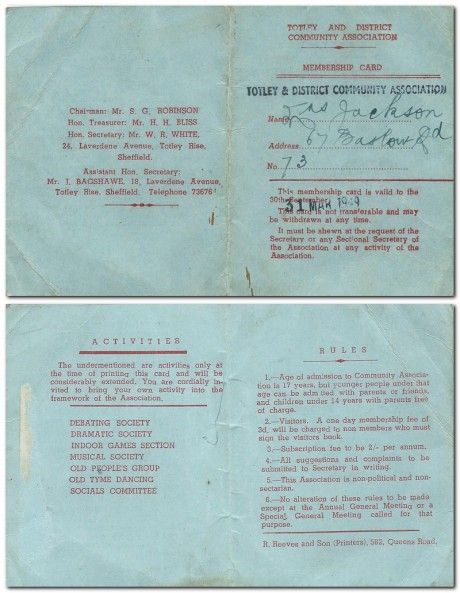 Chairman: Mr. S. G. ROBINSON
Hon. Treasurer: Mr. H. H. BLISS
Hon. Secretary: Mr. W. R. WHITE,
24, Laverdene Avenue, Totley Rise,
Sheffield.
Assistant Hon. Secretary:
Mr. J. BAGSHAWE, 18, Laverdene Avenue,
Totley Rise, Sheffield. Telephone 73676
TOTLEY AND DISTRICT
COMMUNITY ASSOCIATION
MEMBERSHIP CARD
TOTLEY & DISTRICT COMMUNITY ASSOCIATION
Name Jas Jackson
Address 67 Baslow Rd
No. 73
This membership card is valid to the
30th September
31 MAR 1949
This card is not transferable and may
be withdrawn at any time.
It must be shewn at the request of the
Secretary or any Sectional Secretary of
the Association at any activity of the
Association.
ACTIVITIES
The undermentioned are activities only at
the time of printing this card and will be
considerably extended. You are cordially in-
vited to bring your own activity into the
framework of the Association.
DEBATING SOCIETY
DRAMATIC SOCIETY
INDOOR GAMES SECTION
MUSICAL SOCIETY
OLD PEOPLE'S GROUP
OLD TYME DANCING
SOCIALS COMMITTEE
RULES
1.—Age of admission to Community Associa-
tion is 17 years, but younger people under that
age can be admitted with parents or friends,
and children under 14 years with parents free
of charge.
2.—Visitors. A one day membership fee of
3d. will be charged to non members who must
sign the visitors book.
3.—Subscription fee to be 2/- per annum.
4.—All suggestions and complaints to be
submitted to Secretary in writing.
5.—This Association is non-political and non-
sectarian.
6.—No alteration of these rules to be made
except at the Annual General Meeting or a
Special General Meeting called for that
purpose.
R. Reeves and Son (Printers), 582, Queens Road,